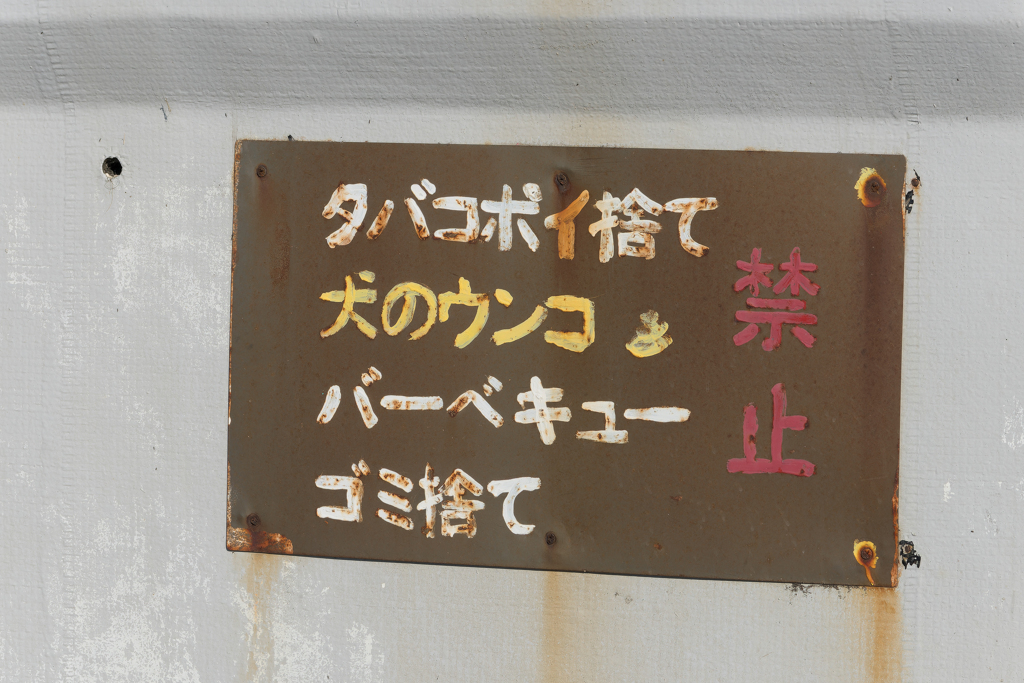 タバコポイ捨て
犬のウンコ
バーベキュー
ゴミ捨て
禁止